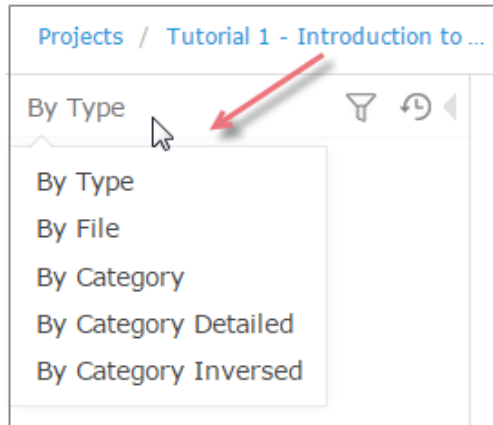 Projects / Tutorial 1 - Introduction to ...
By Type
By Type
By File
By Category
By Category Detailed
By Category Inversed